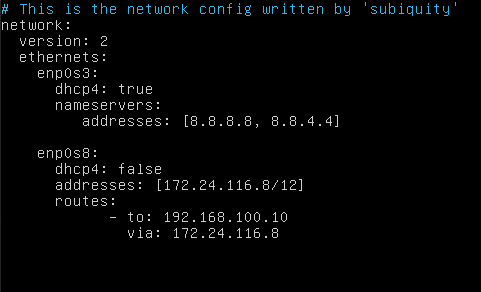 # This is the network config written by 'subiquity'
network:
  version: 2
  ethernets:
    enp0s3:
      dhcp4: true
      nameservers:
         addresses: [8.8.8.8, 8.8.4.4]

    enp0s8:
      dhcp4: false
      addresses: [172.24.116.8/12]
      routes:
            - to: 192.168.100.10
              via: 172.24.116.8